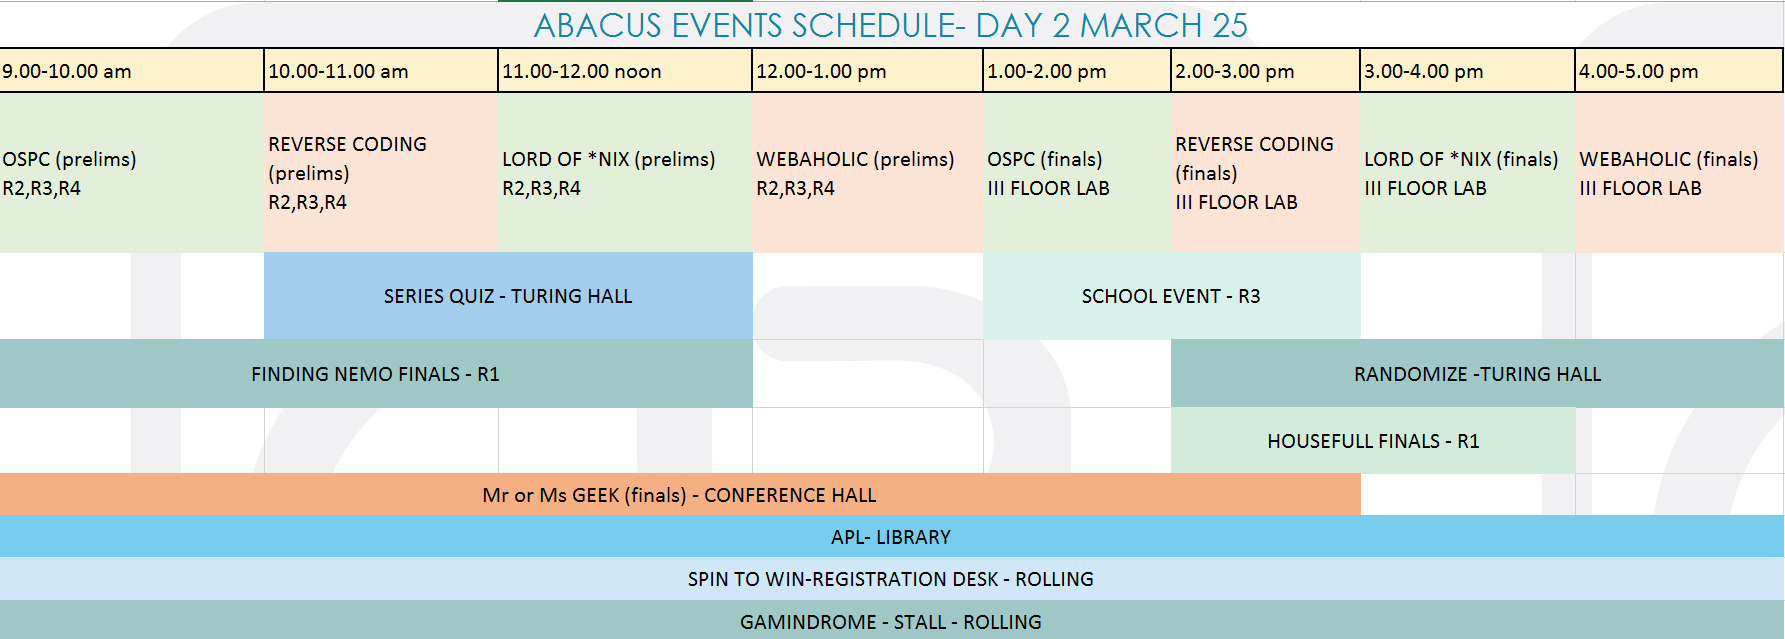 ABACUS EVENTS SCHEDULE- DAY 2 MARCH 25
9.00-10.00 am
10.00-11.00 am
11.00-12.00 noon
12.00-1.00 pm
1.00-2.00 pm
2.00-3.00 pm
3.00-4.00 pm
4.00-5.00 pm
OSPC (prelims)
R2,R3,R4
REVERSE CODING
(prelims)
R2,R3,R4
LORD OF *NIX (prelims)
R2,R3,R4
WEBAHOLIC (prelims)
R2,R3,R4
OSPC (finals)
III FLOOR LAB
REVERSE CODING
(finals)
III FLOOR LAB
LORD OF *NIX (finals)
III FLOOR LAB
WEBAHOLIC (finals)
III FLOOR LAB
SERIES QUIZ - TURING HALL
SCHOOL EVENT - R3
FINDING NEMO FINALS - R1
RANDOMIZE -TURING HALL
HOUSEFULL FINALS - R1
Mr or Ms GEEK (finals) - CONFERENCE HALL
APL- LIBRARY
SPIN TO WIN-REGISTRATION DESK - ROLLING
GAMINDROME - STALL - ROLLING